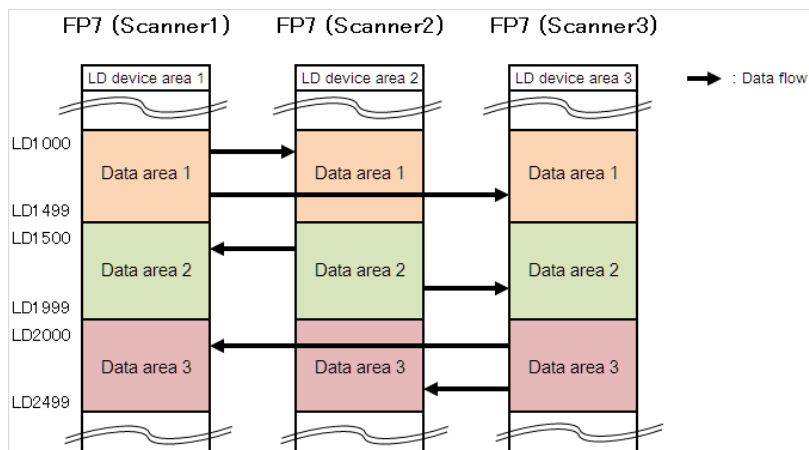 FP7 (Scanner1) FP7 (Scanner2) FP7 (Scanner3)
LD device area 1 LD device area 2 LD device area 3 : Data flow
LD1000
Data area 1 Data area 1 Data area 1
LD1499
LD1500
Data area 2 Data area 2 Data area 2
LD1999
LD2000
Data area 3 Data area 3 Data area 3
LD2499